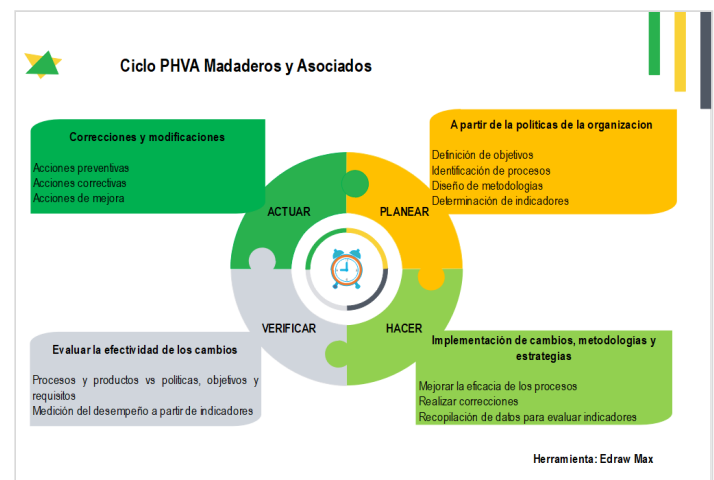 Ciclo PHVA Madaderos y Asociados
Correcciones y modificaciones
Acciones preventivas
Acciones correctivas
Acciones de mejora
A partir de la politicas de la organizacion
Definición de objetivos
Identificación de procesos
Diseño de metodologias
Determinación de indicadores
ACTUAR
PLANEAR
VERIFICAR
HACER
Evaluar la efectividad de los cambios
Procesos y productos vs politicas, objetivos y
requisitos
Medición del desempeño a partir de indicadores
Implementación de cambios, metodologias y
estrategias
Mejorar la eficacia de los procesos
Realizar correcciones
Recopilación de datos para evaluar indicadores
Herramienta: Edraw Max